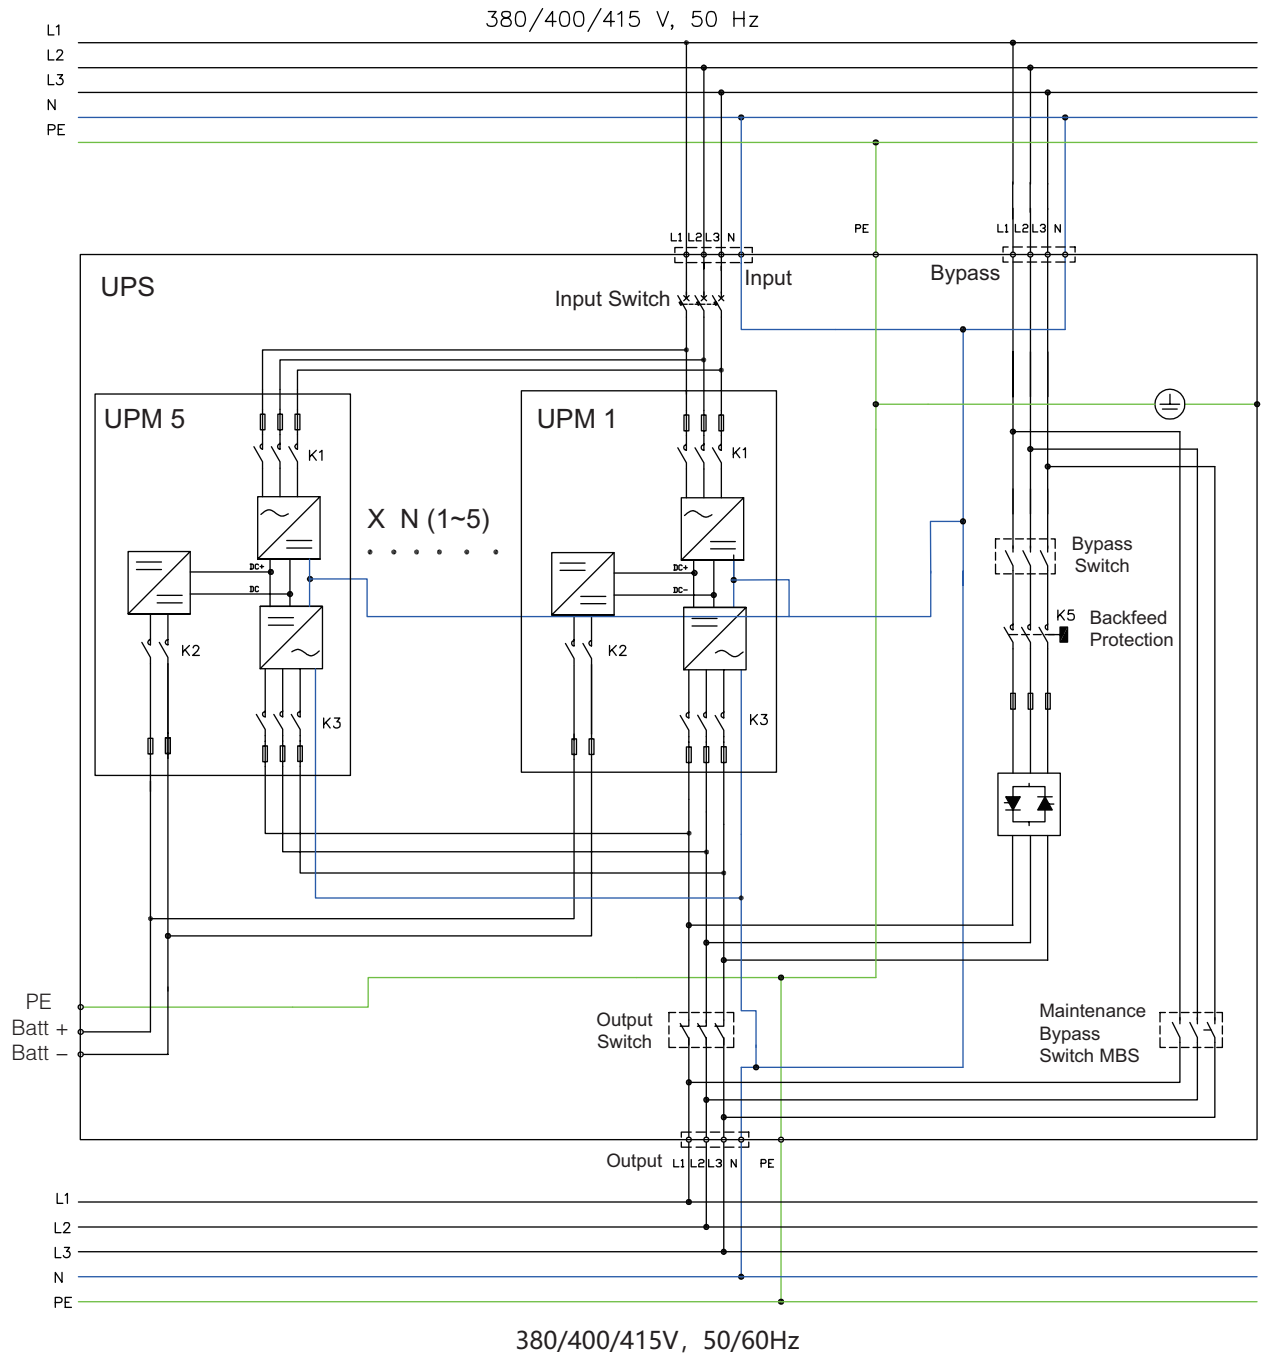 380/400/415 V, 50 Hz
L1
L2
L3
N
PE
L1 L2 L3 N
PE
L1 L2 L3 N
UPS
Input
Bypass
Input Switch
UPM 5
UPM 1
K1
K1
X N (1~5)
Bypass
Switch
DC+
DC+
DC
DC-
K5
Backfeed
Protection
K2
K2
K3
K3
PE
Batt +
Batt –
Output
Switch
Maintenance
Bypass
Switch MBS
Output
L1 L2 L3 N
PE
L1
L2
L3
N
PE
380/400/415V, 50/60Hz